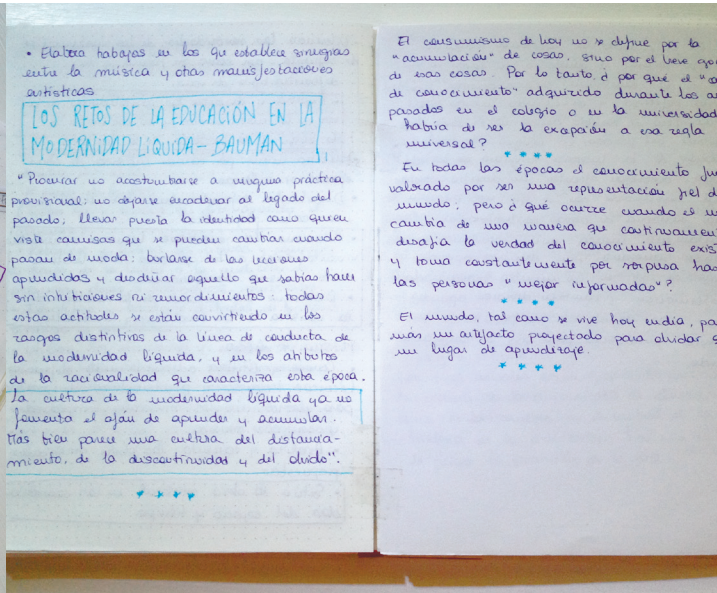 • Elabora trabajos en los que establece sinergias
entre la música y otras manifestaciones
artísticas
LOS RETOS DE LA EDUCACIÓN EN LA
MODERNIDAD LÍQUIDA - BAUMAN
"Procurar no acostumbrarse a ninguna práctica
provisional; no dejarse encadenar al legado del
pasado; llevar puesta la identidad como quien
viste camisas que se pueden cambiar cuando
pasan de moda; burlarse de las lecciones
aprendidas y desdeñar aquello que sabías hacer
sin intuiciones ni remordimientos: todas
estas actitudes se están convirtiendo en los
rasgos distintivos de la línea de conducta de
la modernidad líquida, y en los atributos
de la racionalidad que caracteriza esta época.
La cultura de la modernidad líquida ya no
fomenta el afán de aprender y acumular.
Más bien parece una cultura del distancia-
miento, de la discontinuidad y del olvido".
El consumismo de hoy no se define por la
"acumulación" de cosas, sino por el breve
de esas cosas. Por lo tanto, ¿por qué el
de conocimiento" adquirido durante los
pasados en el colegio o en la universidad
habría de ser la excepción a esa regla
universal?
En todas las épocas el conocimiento
valorado por ser una representación fiel
mundo; pero ¿qué ocurre cuando el
cambia de una manera que
desafía la verdad del conocimiento
y toma constantemente por sorpresa
las personas "mejor informadas"?
El mundo, tal como se vive hoy en día,
más un artefacto proyectado para olvidar
un lugar de aprendizaje.